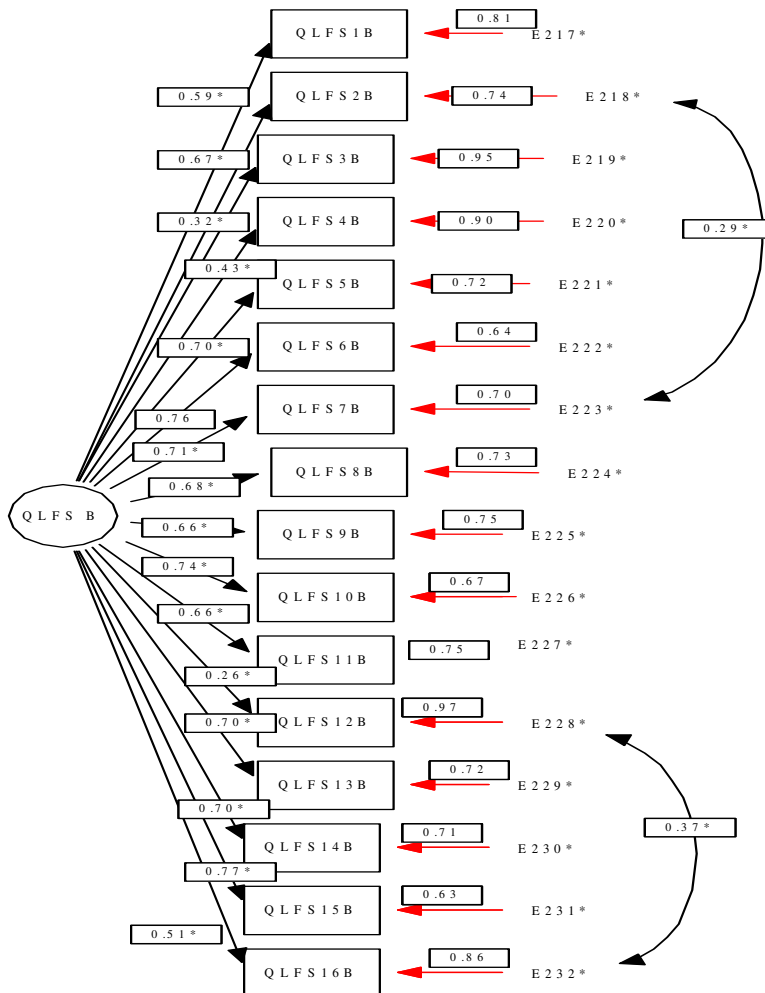 0.81
QLFS1B
E217*
0.59*
QLFS2B
0.74
E218*
0.67*
QLFS3B
0.95
E219*
0.32*
QLFS4B
0.90
E220*
0.29*
0.43*
QLFS5B
0.72
E221*
0.70*
QLFS6B
0.64
E222*
0.76
QLFS7B
0.70
E223*
0.71*
0.68*
QLFS8B
0.73
E224*
QLFS B
0.66*
QLFS9B
0.75
E225*
0.74*
QLFS10B
0.67
E226*
0.66*
QLFS11B
0.75
E227*
0.26*
0.70*
QLFS12B
0.97
E228*
QLFS13B
0.72
E229*
0.70*
0.37*
QLFS14B
0.71
E230*
0.77*
QLFS15B
0.63
E231*
0.51*
QLFS16B
0.86
E232*